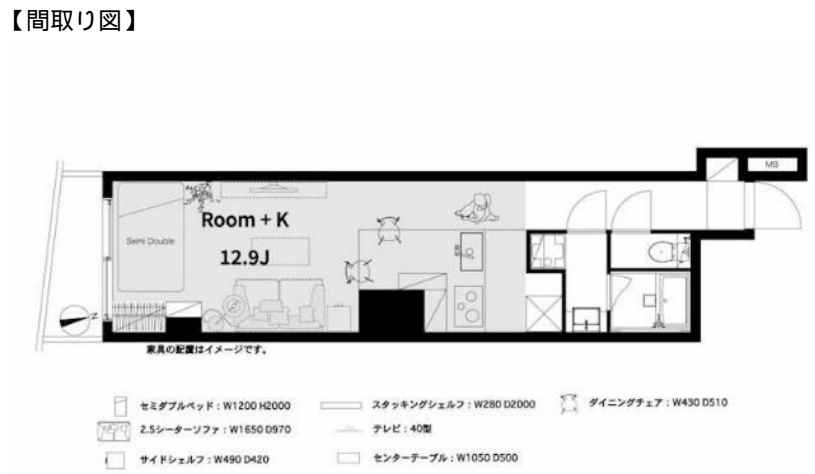 【間取り図】
MB
Room + K
Semi Double
12.9J
N
家具の配置はイメージです。
セミダブルベッド：W1200 H2000
スタッキングシェルフ：W280 D2000
ダイニングチェア：W430 D510
2.5シーターソファ：W1650 D970
テレビ：40型
サイドシェルフ：W490 D420
センターテーブル：W1050 D500